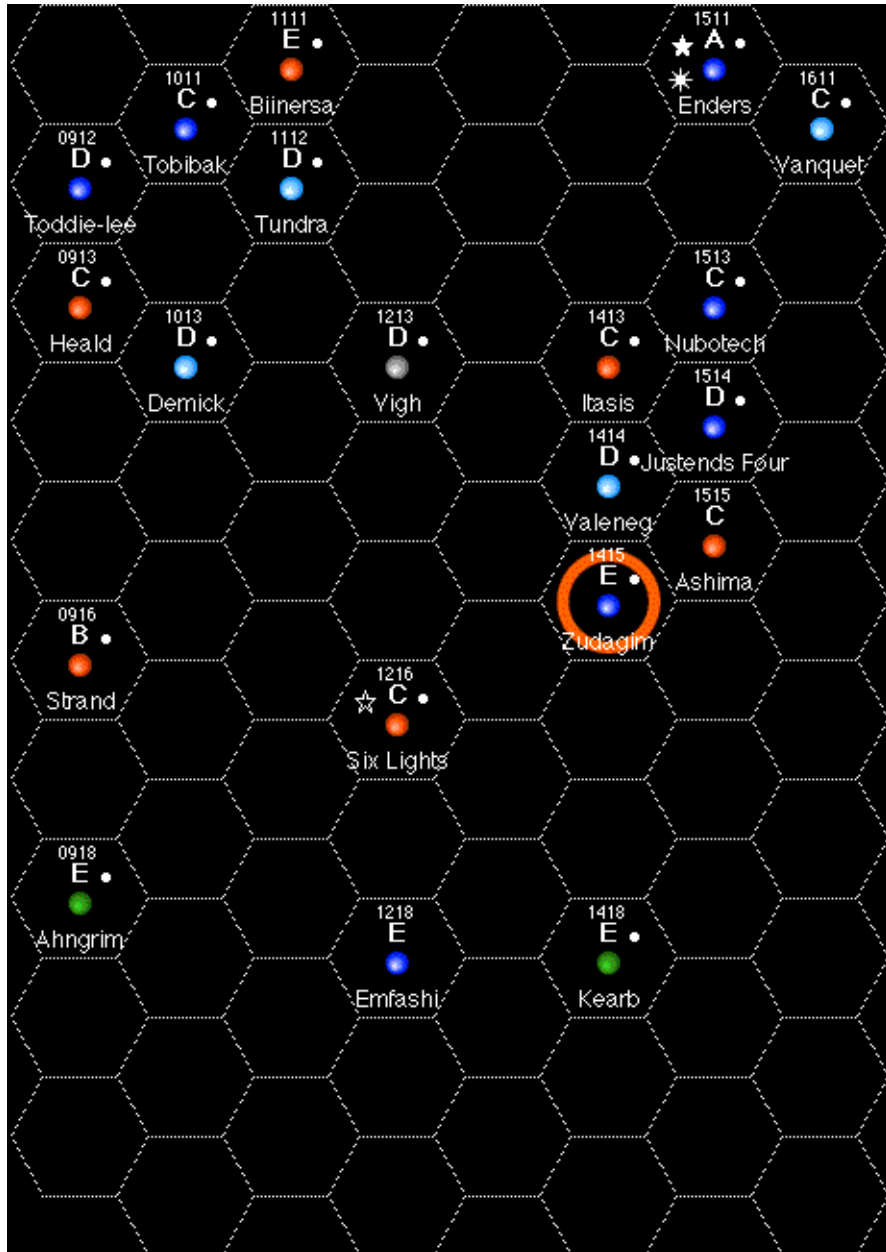 1111
E
Biinersa
1511
A
Enders
1011
C
Tobibak
1611
C
Vanquet
0912
D
Toddie-lee
1112
D
Tundra
0913
C
Heald
1513
C
Nubotech
1013
D
Demick
1213
D
Vigh
1413
C
Itasis
1514
D
Justends Four
1414
D
Valeneg
1515
C
Ashima
1415
E
Zudagim
0916
B
Strand
1216
C
Six Lights
0918
E
Ahngrim
1218
E
Emfashi
1418
E
Kearb